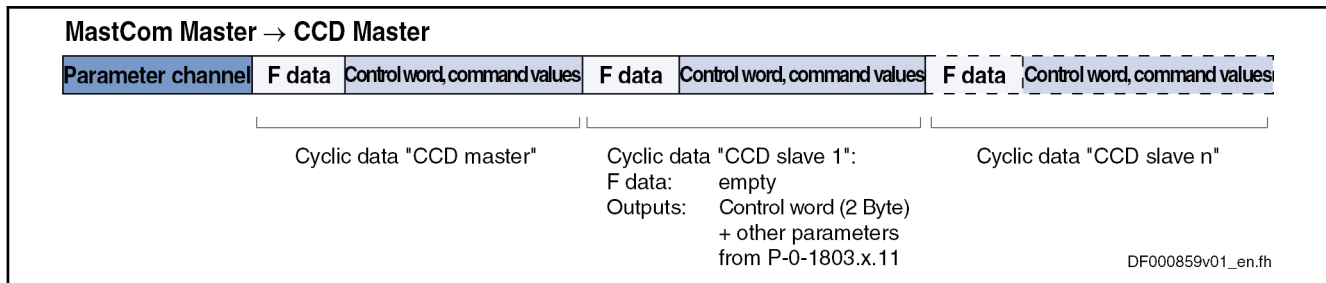 MastCom Master → CCD Master
Parameter channel F data Control word, command values F data Control word, command values F data Control word, command values
Cyclic data "CCD master"
Cyclic data "CCD slave 1":
F data: empty
Outputs: Control word (2 Byte)
+ other parameters
from P-0-1803.x.11
Cyclic data "CCD slave n"
DF000859v01_en.fh